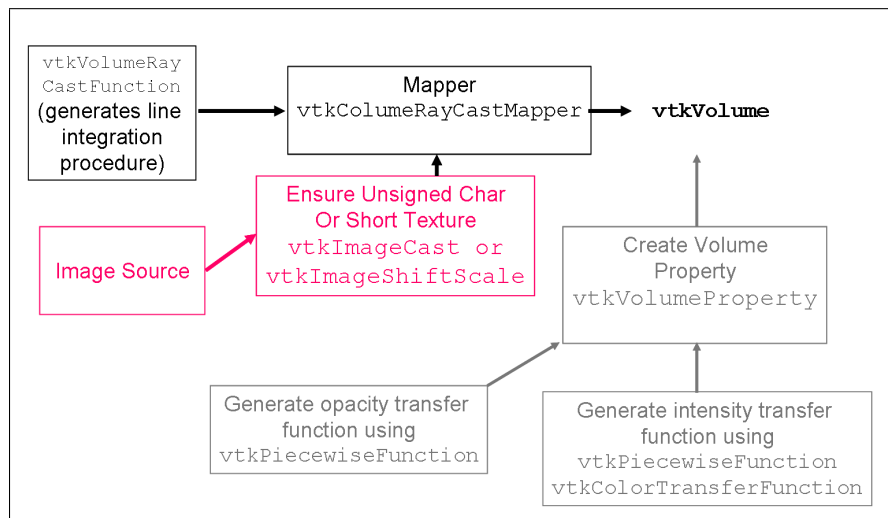 vtkVolumeRay
CastFunction
(generates line
integration
procedure)
Mapper
vtkColumeRayCastMapper
vtkVolume
Ensure Unsigned Char
Or Short Texture
vtkImageCast or
vtkImageShiftScale
Image Source
Create Volume
Property
vtkVolumeProperty
Generate opacity transfer
function using
vtkPiecewiseFunction
Generate intensity transfer
function using
vtkPiecewiseFunction
vtkColorTransferFunction